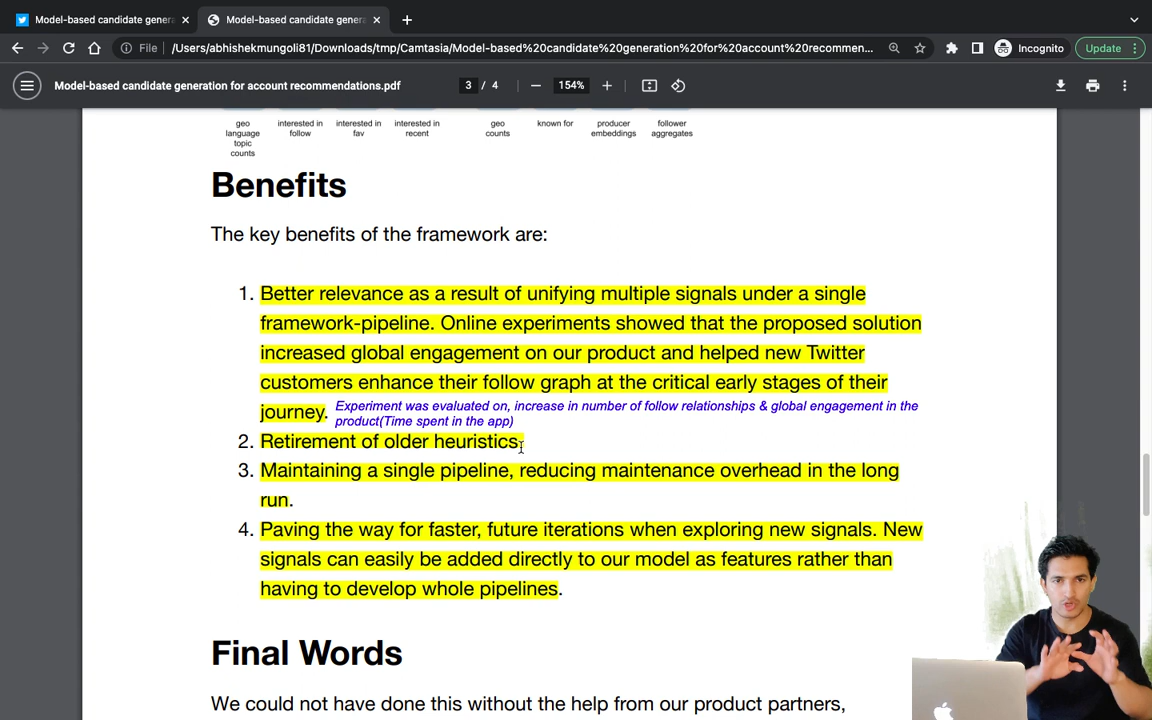 Model-based candidate genera
Model-based candidate genera
File
/Users/abhishekmungoli81/Downloads/tmp/Camtasia/Model-based%20candidate%20generation%20for%20account%20recommen...
Incognito
Update
Model-based candidate generation for account recommendations.pdf
3 / 4
154%
geo
language
topic
counts
interested in
follow
interested in
fav
interested in
recent
geo
counts
known for
producer
embeddings
follower
aggregates
Benefits
The key benefits of the framework are:
1. Better relevance as a result of unifying multiple signals under a single
framework-pipeline. Online experiments showed that the proposed solution
increased global engagement on our product and helped new Twitter
customers enhance their follow graph at the critical early stages of their
journey.
Experiment was evaluated on, increase in number of follow relationships & global engagement in the
product(Time spent in the app)
2. Retirement of older heuristics.
3. Maintaining a single pipeline, reducing maintenance overhead in the long
run.
4. Paving the way for faster, future iterations when exploring new signals. New
signals can easily be added directly to our model as features rather than
having to develop whole pipelines.
Final Words
We could not have done this without the help from our product partners,